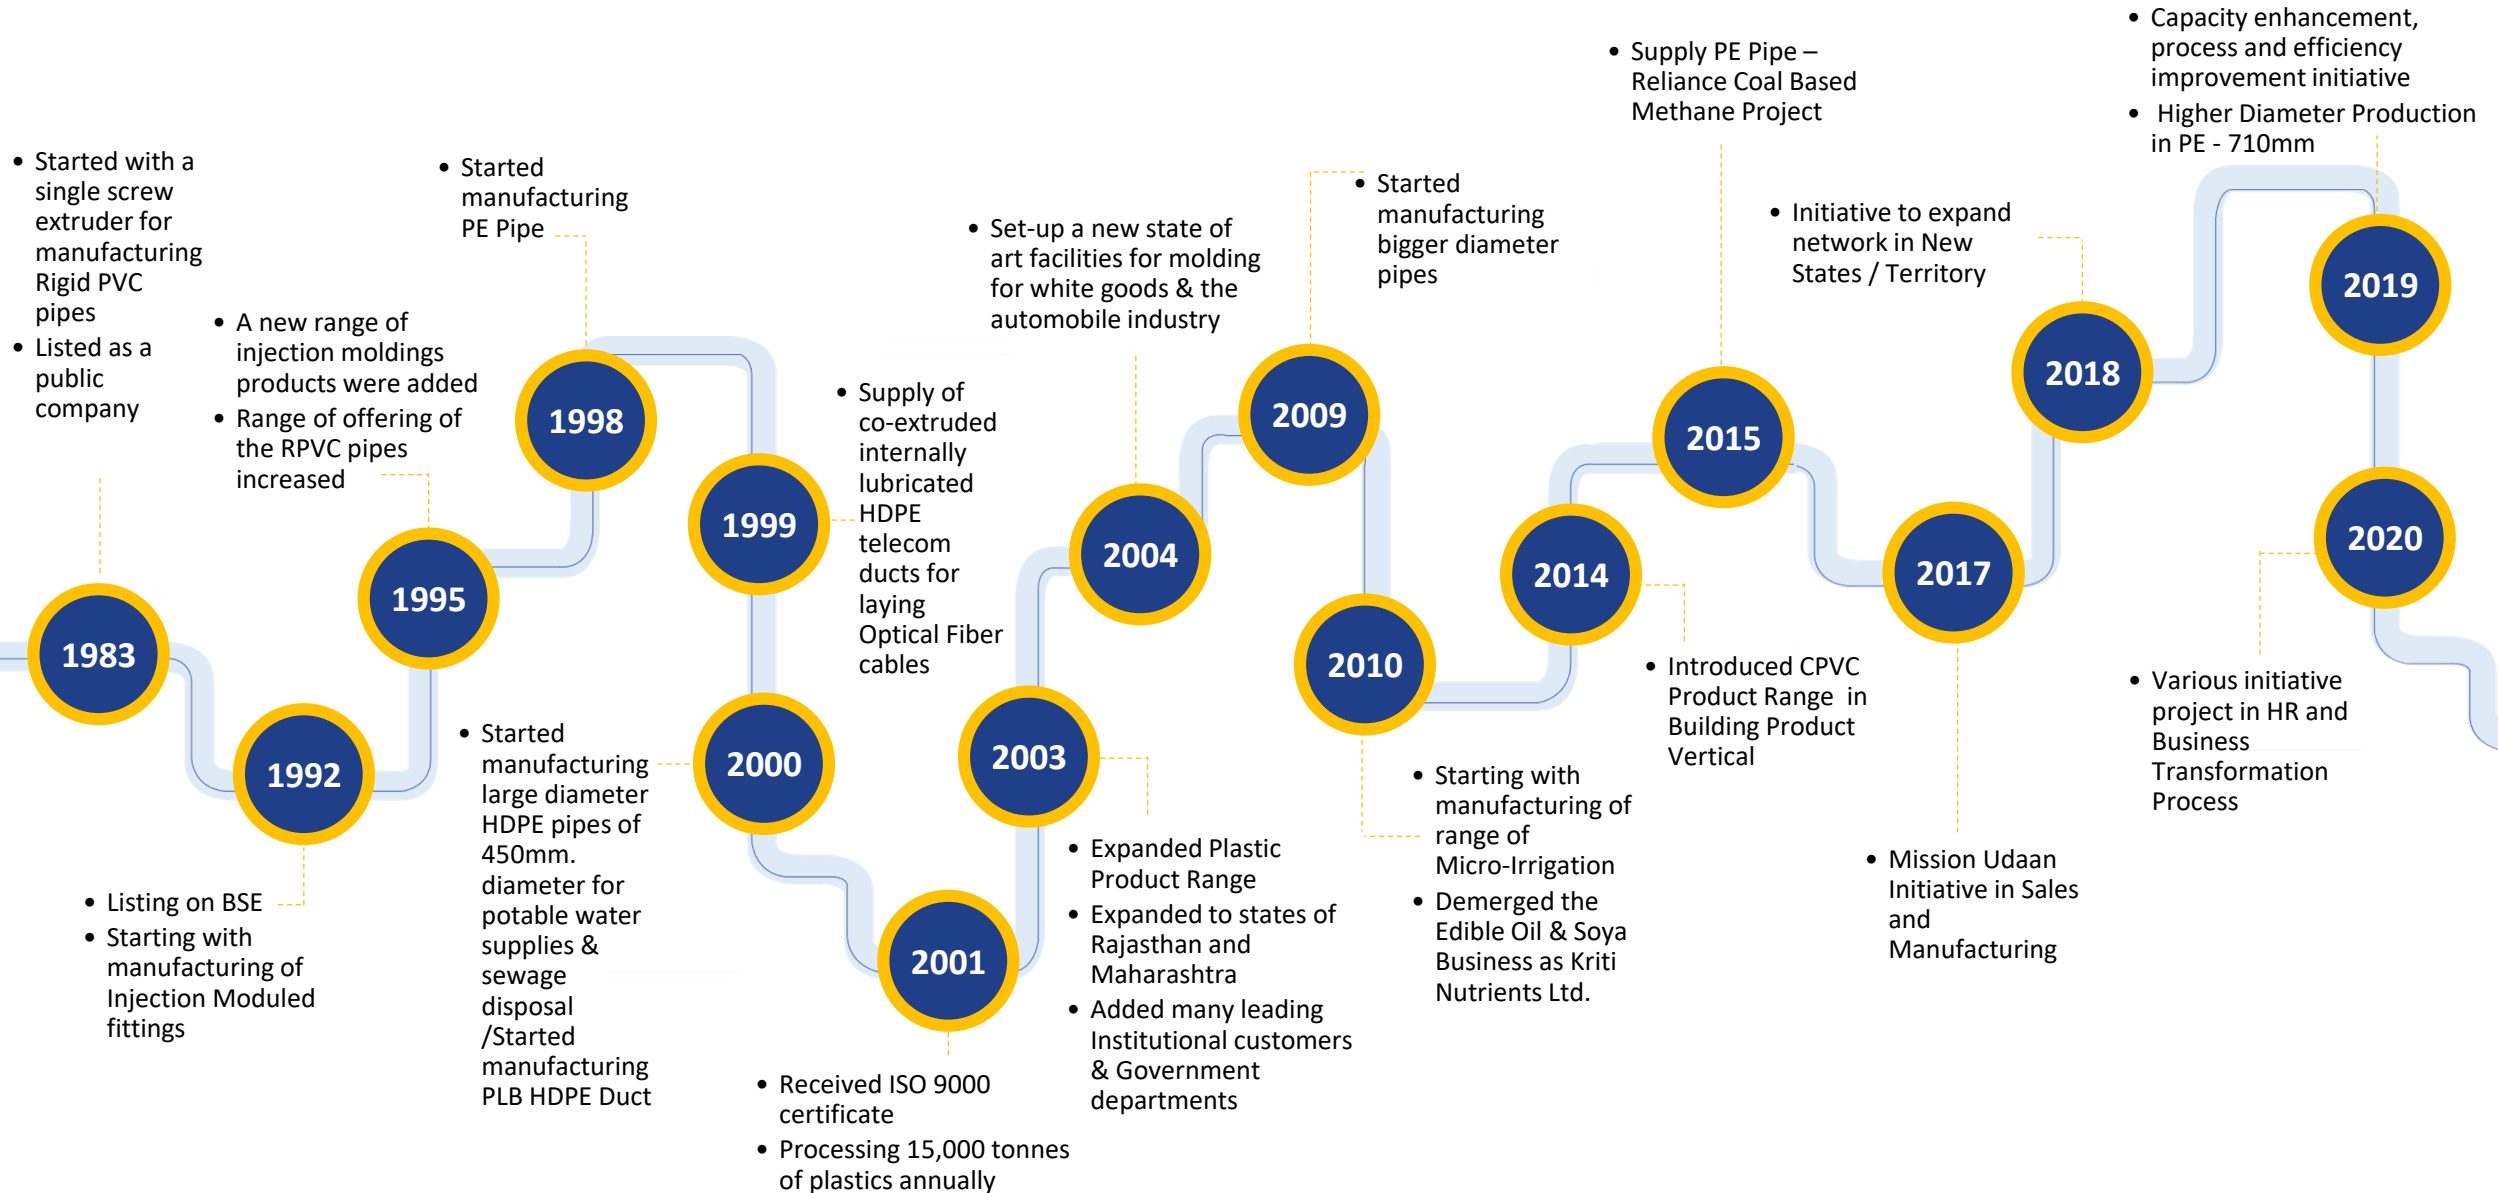 • Started with a
single screw
extruder for
manufacturing
Rigid PVC
pipes
• Listed as a
public
company
1983
1992
• Listing on BSE
• Starting with
manufacturing of
Injection Moduled
fittings
• A new range of
injection moldings
products were added
• Range of offering of
the RPVC pipes
increased
1995
• Started
manufacturing
PE Pipe
1998
1999
• Supply of
co-extruded
internally
lubricated
HDPE
telecom
ducts for
laying
Optical Fiber
cables
2000
• Started
manufacturing
large diameter
HDPE pipes of
450mm.
diameter for
potable water
supplies &
sewage
disposal
/Started
manufacturing
PLB HDPE Duct
2001
• Received ISO 9000
certificate
• Processing 15,000 tonnes
of plastics annually
2003
• Expanded Plastic
Product Range
• Expanded to states of
Rajasthan and
Maharashtra
• Added many leading
Institutional customers
& Government
departments
• Set-up a new state of
art facilities for molding
for white goods & the
automobile industry
2004
• Started
manufacturing
bigger diameter
pipes
2009
2010
• Starting with
manufacturing of
range of
Micro-Irrigation
• Demerged the
Edible Oil & Soya
Business as Kriti
Nutrients Ltd.
2014
• Introduced CPVC
Product Range  in
Building Product
Vertical
• Supply PE Pipe –
Reliance Coal Based
Methane Project
2015
2017
• Mission Udaan
Initiative in Sales
and
Manufacturing
• Initiative to expand
network in New
States / Territory
2018
• Capacity enhancement,
process and efficiency
improvement initiative
• Higher Diameter Production
in PE - 710mm
2019
2020
• Various initiative
project in HR and
Business
Transformation
Process